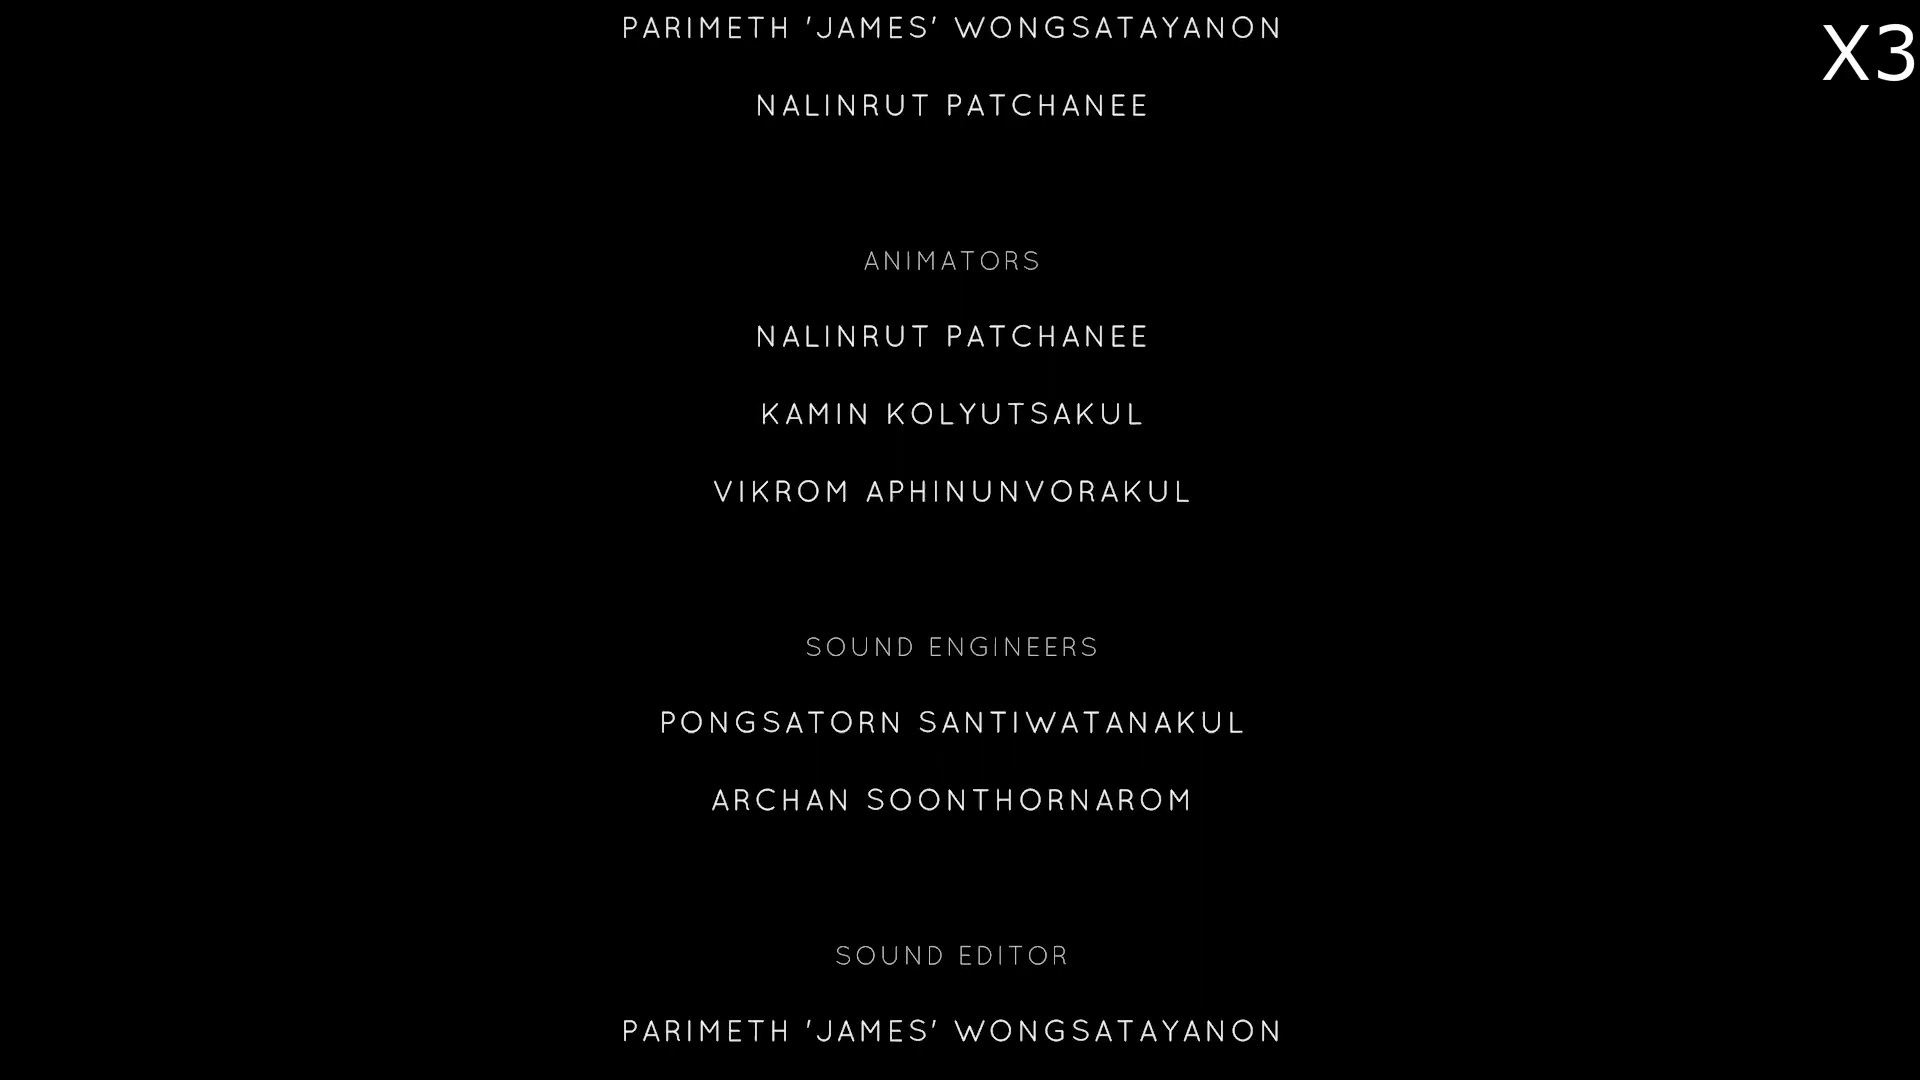 PARIMETH 'JAMES' WONGSATAYANON
X3
NALINRUT PATCHANEE
ANIMATORS
NALINRUT PATCHANEE
KAMIN KOLYUTSAKUL
VIKROM APHINUNVORAKUL
SOUND ENGINEERS
PONGSATORN SANTIWATANAKUL
ARCHAN SOONTHORNAROM
SOUND EDITOR
PARIMETH 'JAMES' WONGSATAYANON